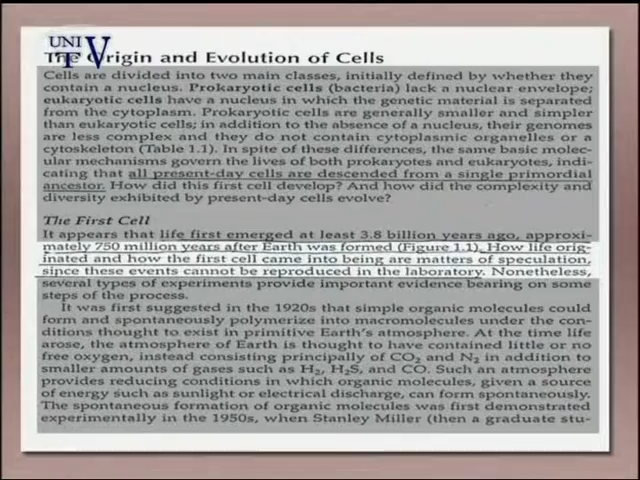 UNI
TV
The Origin and Evolution of Cells
Cells are divided into two main classes, initially defined by whether they
contain a nucleus. Prokaryotic cells (bacteria) lack a nuclear envelope;
eukaryotic cells have a nucleus in which the genetic material is separated
from the cytoplasm. Prokaryotic cells are generally smaller and simpler
than eukaryotic cells; in addition to the absence of a nucleus, their genomes
are less complex and they do not contain cytoplasmic organelles or a
cytoskeleton (Table 1.1). In spite of these differences, the same basic molec-
ular mechanisms govern the lives of both prokaryotes and eukaryotes, indi-
cating that all present-day cells are descended from a single primordial
ancestor. How did this first cell develop? And how did the complexity and
diversity exhibited by present-day cells evolve?
The First Cell
It appears that life first emerged at least 3.8 billion years ago, approxi-
mately 750 million years after Earth was formed (Figure 1.1). How life orig-
inated and how the first cell came into being are matters of speculation,
since these events cannot be reproduced in the laboratory. Nonetheless,
several types of experiments provide important evidence bearing on some
steps of the process.
It was first suggested in the 1920s that simple organic molecules could
form and spontaneously polymerize into macromolecules under the con-
ditions thought to exist in primitive Earth's atmosphere. At the time life
arose, the atmosphere of Earth is thought to have contained little or no
free oxygen, instead consisting principally of CO2 and N2 in addition to
smaller amounts of gases such as H2, H2S, and CO. Such an atmosphere
provides reducing conditions in which organic molecules, given a source
of energy such as sunlight or electrical discharge, can form spontaneously.
The spontaneous formation of organic molecules was first demonstrated
experimentally in the 1950s, when Stanley Miller (then a graduate stu-